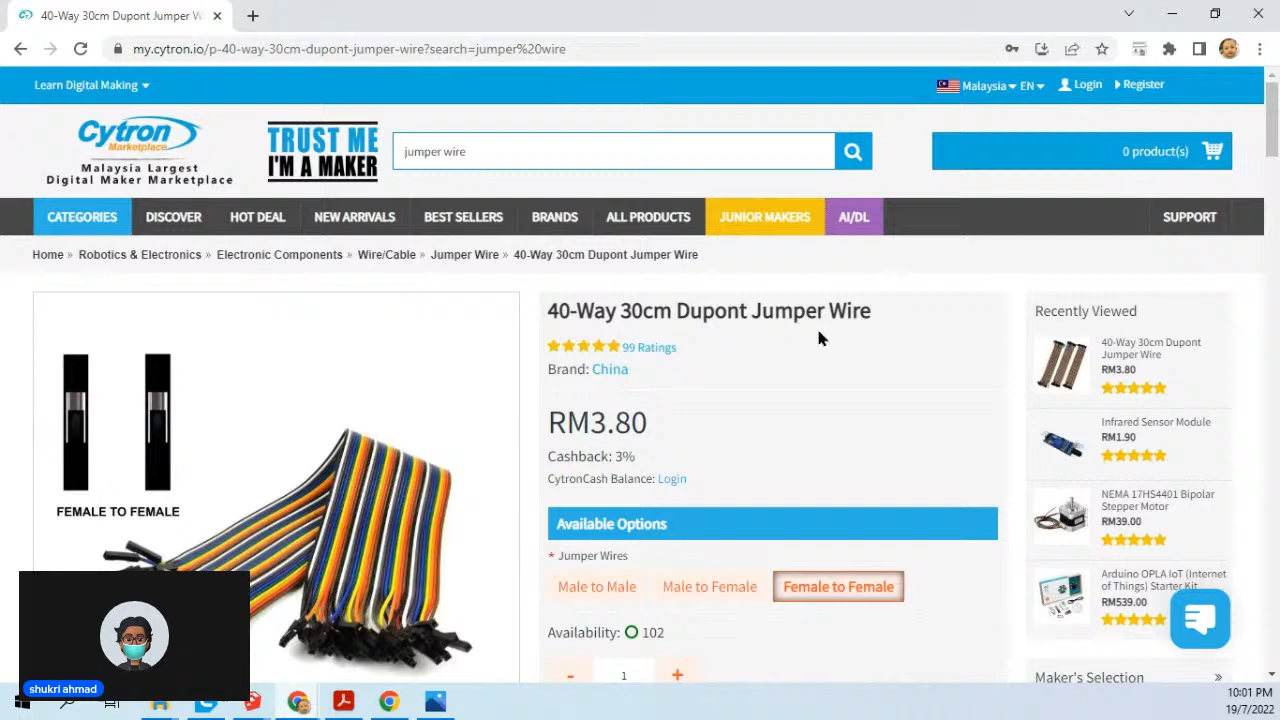 40-Way 30cm Dupont Jumper W
my.cytron.io/p-40-way-30cm-dupont-jumper-wire?search=jumper%20wire
Learn Digital Making
Malaysia EN Login Register
Cytron
Marketplace
Malaysia Largest
Digital Maker Marketplace
TRUST ME
I'M A MAKER
jumper wire
0 product(s)
CATEGORIES DISCOVER HOT DEAL NEW ARRIVALS BEST SELLERS BRANDS ALL PRODUCTS JUNIOR MAKERS AI/DL SUPPORT
Home » Robotics & Electronics » Electronic Components » Wire/Cable » Jumper Wire » 40-Way 30cm Dupont Jumper Wire
FEMALE TO FEMALE
40-Way 30cm Dupont Jumper Wire
99 Ratings
Brand: China
RM3.80
Cashback: 3%
CytronCash Balance: Login
Available Options
* Jumper Wires
Male to Male Male to Female Female to Female
Availability: 102
- 1 +
Recently Viewed
40-Way 30cm Dupont
Jumper Wire
RM3.80
Infrared Sensor Module
RM1.90
NEMA 17HS4401 Bipolar
Stepper Motor
RM39.00
Arduino OPLA IoT (Internet
of Things) Starter Kit
RM539.00
Maker's Selection »
shukri ahmad
10:01 PM
19/7/2022